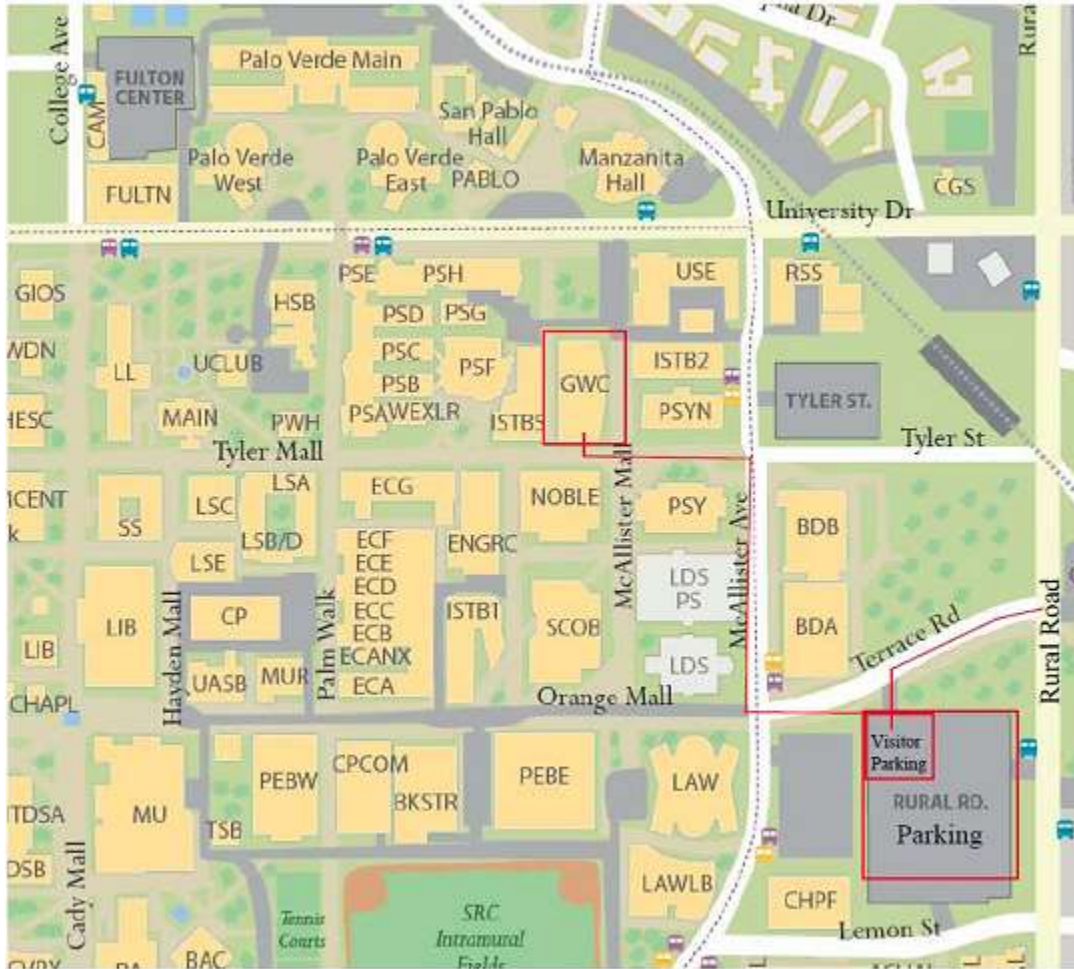 Rura
College Ave
FULTON
CENTER
CAM
FULTN
Palo Verde Main
San Pablo
Hall
Palo Verde
West
Palo Verde
East
PABLO
Manzanita
Hall
CGS
University Dr
GIOS
WDN
HESC
LL
UCLUB
HSB
MAIN
PWH
PSE
PSH
PSD
PSG
PSC
PSF
PSB
PSA
WEXLR
ISTB5
GWC
USE
RSS
ISTB2
PSYN
TYLER ST.
Tyler St
Tyler Mall
ICENT
k
SS
LSC
LSA
LSB/D
LSE
ECG
ECF
ECE
ECD
ECC
ECB
ECANX
ECA
ENGRC
NOBLE
McAllister Mall
PSY
McAllister Ave
BDB
BDA
LDS
PS
LDS
LIB
LIB
CP
Hayden Mall
UASB
MUR
Palm Walk
ISTB1
SCOB
Terrace Rd
Rural Road
CHAPL
Orange Mall
Visitor
Parking
RURAL RD.
Parking
TDSA
DSB
MU
TSB
PEBW
CPCOM
BKSTR
PEBE
LAW
LAWLB
CHPF
Lemon St
Cady Mall
Tennis
Courts
SRC
Intramural
Fields
BAC